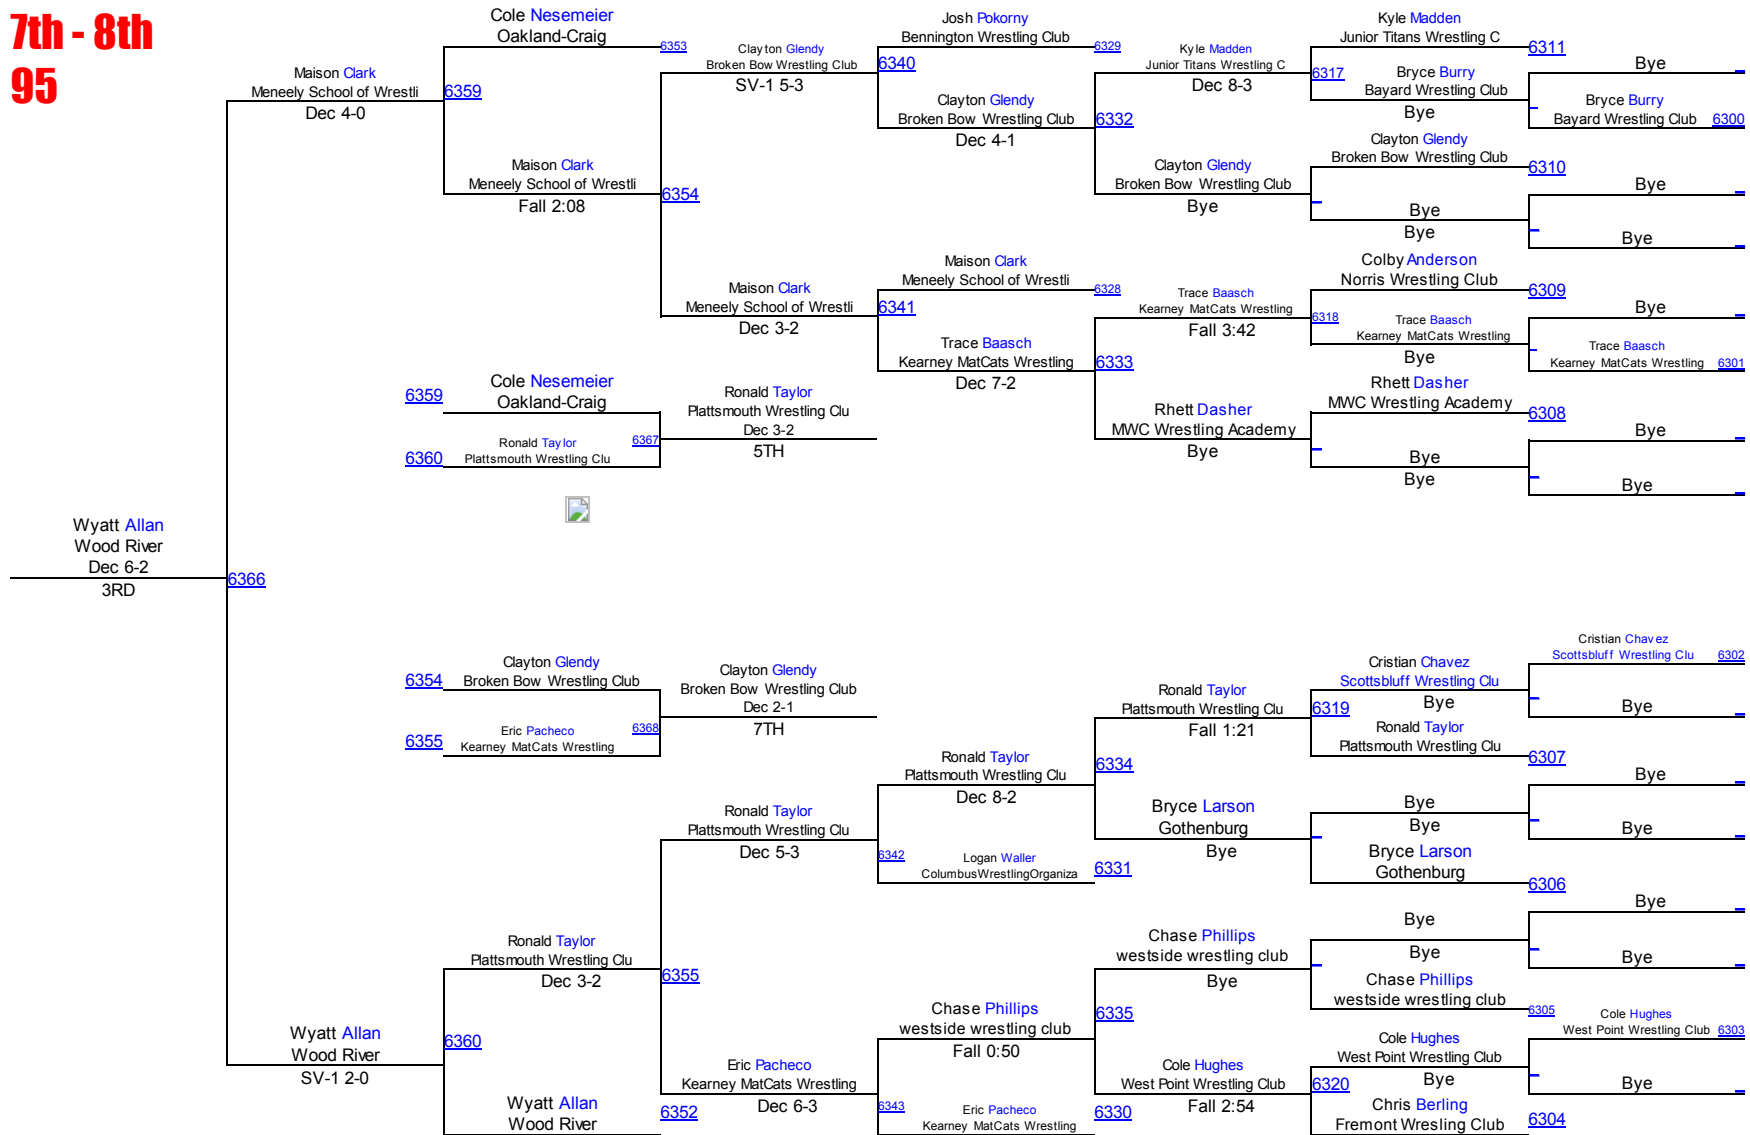 7th - 8th
95
Cole Nesemeier
Oakland-Craig
6353
Maison Clark
Meneely School of Wrestli
Dec 4-0
6359
Maison Clark
Meneely School of Wrestli
Fall 2:08
6354
Clayton Glendy
Broken Bow Wrestling Club
SV-1 5-3
6340
Josh Pokorny
Bennington Wrestling Club
6329
Clayton Glendy
Broken Bow Wrestling Club
Dec 4-1
6332
Kyle Madden
Junior Titans Wrestling C
Dec 8-3
6317
Kyle Madden
Junior Titans Wrestling C
6311
Bryce Burry
Bayard Wrestling Club
Bye
Bye
Bryce Burry
Bayard Wrestling Club
6300
Clayton Glendy
Broken Bow Wrestling Club
Bye
Clayton Glendy
Broken Bow Wrestling Club
6310
Bye
Bye
Bye
Bye
Maison Clark
Meneely School of Wrestli
Dec 3-2
6341
Maison Clark
Meneely School of Wrestli
6328
Trace Baasch
Kearney MatCats Wrestling
Dec 7-2
6333
Trace Baasch
Kearney MatCats Wrestling
Fall 3:42
6318
Colby Anderson
Norris Wrestling Club
6309
Trace Baasch
Kearney MatCats Wrestling
Bye
Bye
Trace Baasch
Kearney MatCats Wrestling
6301
Rhett Dasher
MWC Wrestling Academy
Bye
Rhett Dasher
MWC Wrestling Academy
6308
Bye
Bye
Bye
Bye
6359
Cole Nesemeier
Oakland-Craig
6360
Ronald Taylor
Plattsmouth Wrestling Clu
6367
Ronald Taylor
Plattsmouth Wrestling Clu
Dec 3-2
5TH
Wyatt Allan
Wood River
Dec 6-2
3RD
6366
6354
Clayton Glendy
Broken Bow Wrestling Club
6355
Eric Pacheco
Kearney MatCats Wrestling
6368
Clayton Glendy
Broken Bow Wrestling Club
Dec 2-1
7TH
Ronald Taylor
Plattsmouth Wrestling Clu
Fall 1:21
6319
Cristian Chavez
Scottsbluff Wrestling Clu
Bye
Cristian Chavez
Scottsbluff Wrestling Clu
6302
Bye
Ronald Taylor
Plattsmouth Wrestling Clu
6307
Ronald Taylor
Plattsmouth Wrestling Clu
Dec 8-2
6334
Bryce Larson
Gothenburg
Bye
Bye
Bye
Bye
Bye
Bryce Larson
Gothenburg
6306
Ronald Taylor
Plattsmouth Wrestling Clu
Dec 5-3
6342
Logan Waller
ColumbusWrestlingOrganiza
6331
Ronald Taylor
Plattsmouth Wrestling Clu
Dec 3-2
6355
Chase Phillips
westside wrestling club
Bye
Bye
Bye
Bye
Bye
Chase Phillips
westside wrestling club
6305
Chase Phillips
westside wrestling club
Fall 0:50
6335
Cole Hughes
West Point Wrestling Club
Fall 2:54
6320
Cole Hughes
West Point Wrestling Club
Bye
Cole Hughes
West Point Wrestling Club
6303
Bye
Chris Berling
Fremont Wresling Club
6304
Wyatt Allan
Wood River
SV-1 2-0
6360
Eric Pacheco
Kearney MatCats Wrestling
Dec 6-3
6343
Eric Pacheco
Kearney MatCats Wrestling
6330
Wyatt Allan
Wood River
6352